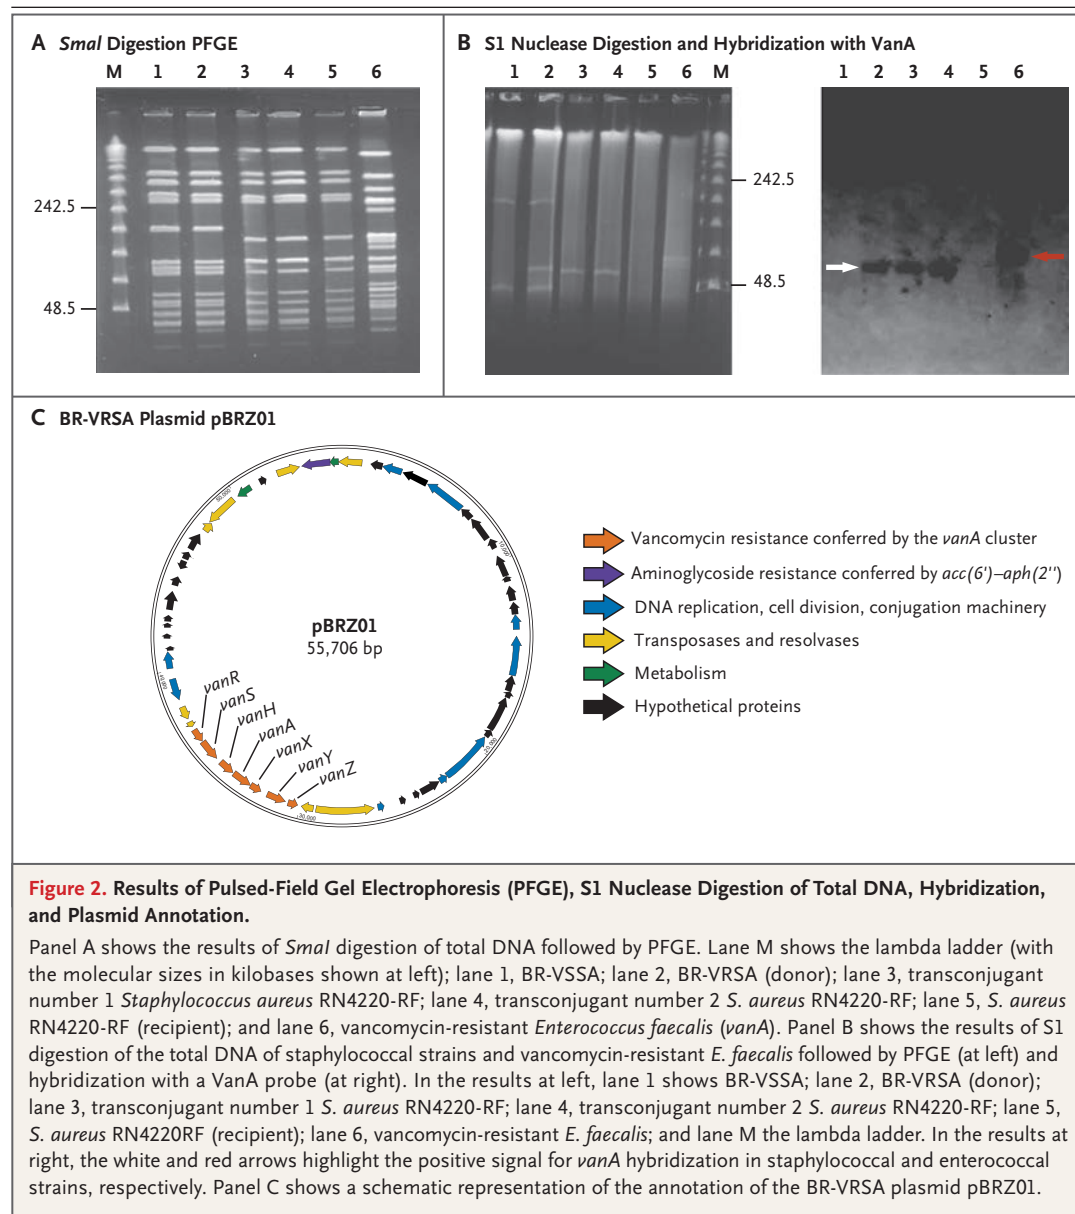 A SmaI Digestion PFGE
M 1 2 3 4 5 6
242.5
48.5
B S1 Nuclease Digestion and Hybridization with VanA
1 2 3 4 5 6 M
242.5
48.5
1 2 3 4 5 6
C BR-VRSA Plasmid pBRZ01
50,000
10,000
20,000
30,000
40,000
pBRZ01
55,706 bp
vanR
vanS
vanH
vanA
vanX
vanY
vanZ
Vancomycin resistance conferred by the vanA cluster
Aminoglycoside resistance conferred by acc(6')–aph(2'')
DNA replication, cell division, conjugation machinery
Transposases and resolvases
Metabolism
Hypothetical proteins
Figure 2. Results of Pulsed-Field Gel Electrophoresis (PFGE), S1 Nuclease Digestion of Total DNA, Hybridization,
and Plasmid Annotation.
Panel A shows the results of SmaI digestion of total DNA followed by PFGE. Lane M shows the lambda ladder (with
the molecular sizes in kilobases shown at left); lane 1, BR-VSSA; lane 2, BR-VRSA (donor); lane 3, transconjugant
number 1 Staphylococcus aureus RN4220-RF; lane 4, transconjugant number 2 S. aureus RN4220-RF; lane 5, S. aureus
RN4220-RF (recipient); and lane 6, vancomycin-resistant Enterococcus faecalis (vanA). Panel B shows the results of S1
digestion of the total DNA of staphylococcal strains and vancomycin-resistant E. faecalis followed by PFGE (at left) and
hybridization with a VanA probe (at right). In the results at left, lane 1 shows BR-VSSA; lane 2, BR-VRSA (donor);
lane 3, transconjugant number 1 S. aureus RN4220-RF; lane 4, transconjugant number 2 S. aureus RN4220-RF; lane 5,
S. aureus RN4220RF (recipient); lane 6, vancomycin-resistant E. faecalis; and lane M the lambda ladder. In the results at
right, the white and red arrows highlight the positive signal for vanA hybridization in staphylococcal and enterococcal
strains, respectively. Panel C shows a schematic representation of the annotation of the BR-VRSA plasmid pBRZ01.